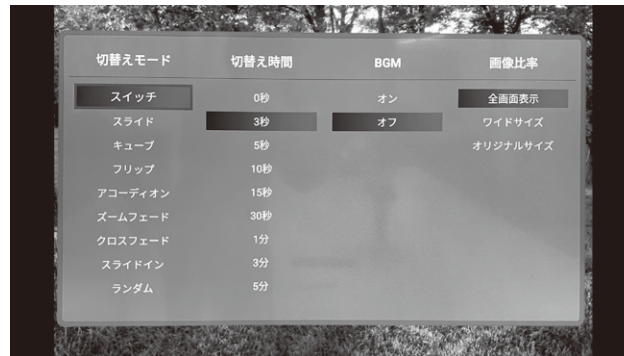 切替えモード 切替え時間 BGM 画像比率
スイッチ 0秒 オン 全画面表示
スライド 3秒 オフ ワイドサイズ
キューブ 5秒 オリジナルサイズ
フリップ 10秒
アコーディオン 15秒
ズームフェード 30秒
クロスフェード 1分
スライドイン 3分
ランダム 5分